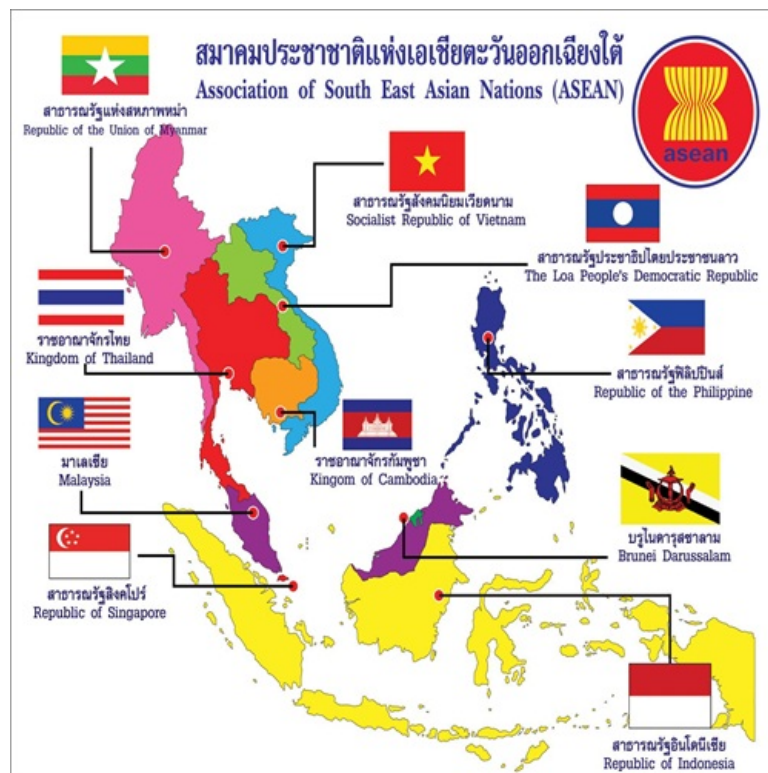 สมาคมประชาชาติแห่งเอเชียตะวันออกเฉียงใต้
Association of South East Asian Nations (ASEAN)
asean
สาธารณรัฐแห่งสหภาพพม่า
Republic of the Union of Myanmar
สาธารณรัฐสังคมนิยมเวียดนาม
Socialist Republic of Vietnam
สาธารณรัฐประชาธิปไตยประชาชนลาว
The Loa People's Democratic Republic
ราชอาณาจักรไทย
Kingdom of Thailand
สาธารณรัฐฟิลิปปินส์
Republic of the Philippine
มาเลเซีย
Malaysia
ราชอาณาจักรกัมพูชา
Kingom of Cambodia
บรูไนดารุสซาลาม
Brunei Darussalam
สาธารณรัฐสิงคโปร์
Republic of Singapore
สาธารณรัฐอินโดนีเซีย
Republic of Indonesia